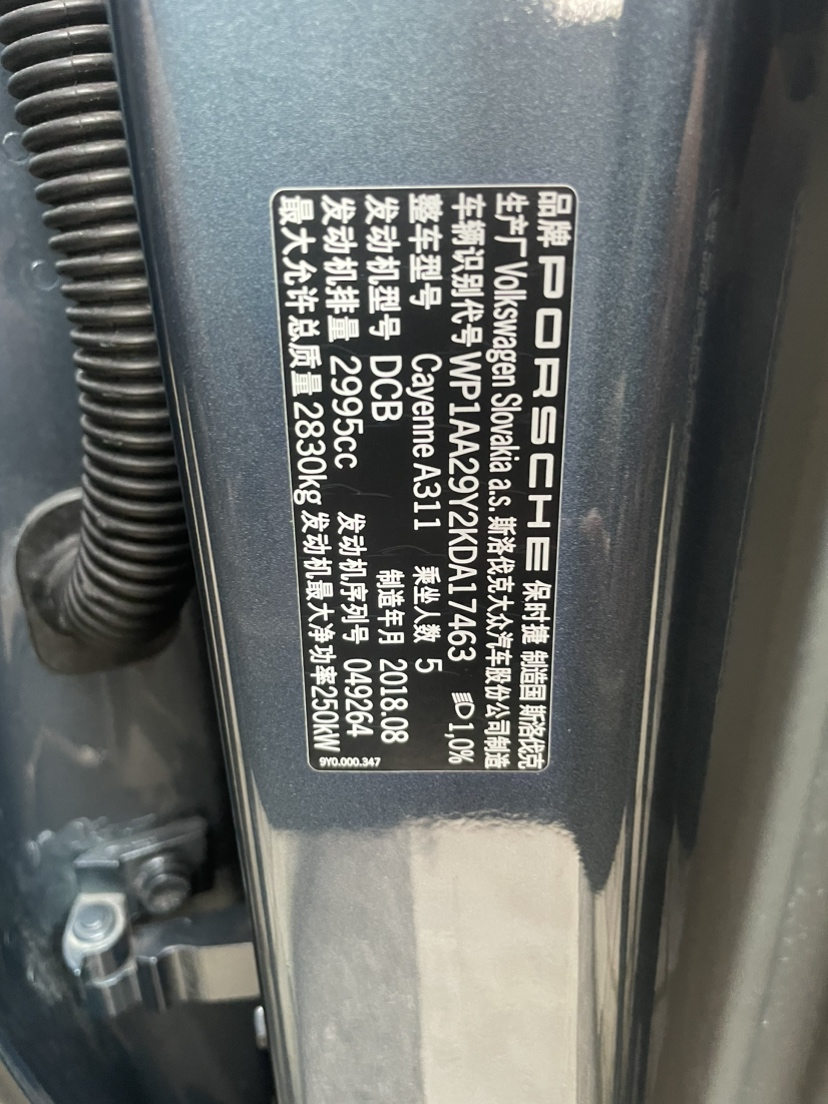 品牌 PORSCHE 保时捷 制造国 斯洛伐克
生产厂 Volkswagen Slovakia a.s. 斯洛伐克大众汽车股份公司制造
车辆识别代号 WP1AA29Y2KDA17463 1,0%
整车型号 Cayenne A311 乘坐人数 5
发动机型号 DCB 制造年月 2018.08
发动机排量 2995cc 发动机序列号 049264
最大允许总质量 2830kg 发动机最大净功率250kW
9Y0.000.347